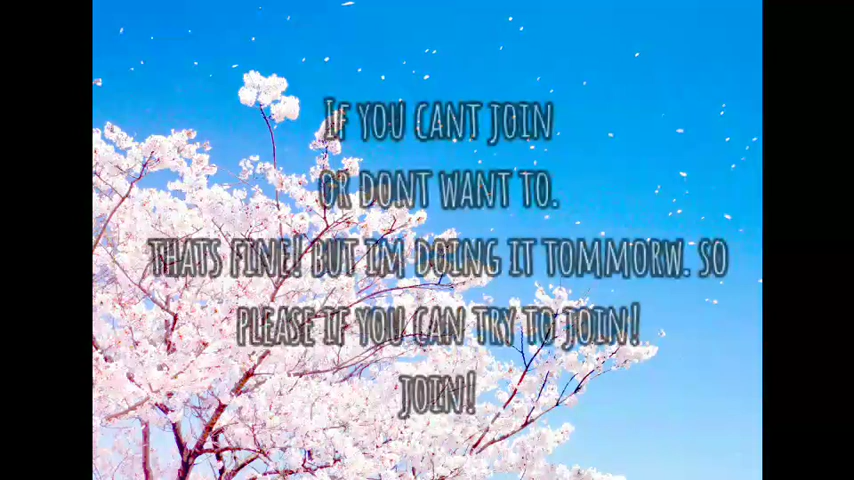 If you cant join
or dont want to.
thats fine! but im doing it tommorw. so
please if you can try to join!
join!